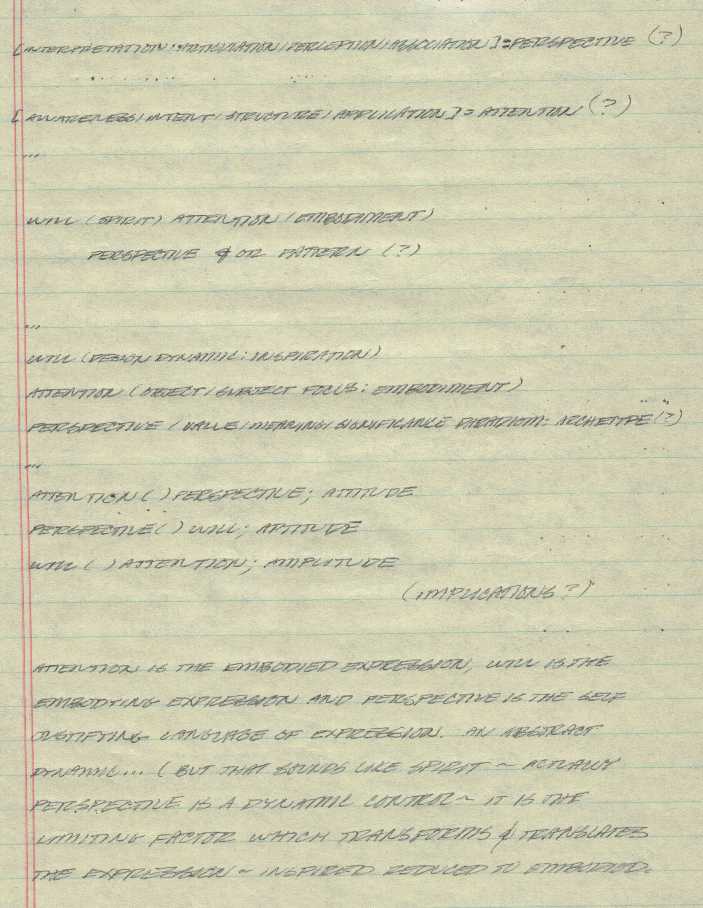 [INTERPRETATION: MOTIVATION/PERCEPTION/ASSOCIATION]=PERSPECTIVE (?)
[AWARENESS/INTENT/STRUCTURE/APPLICATION]=ATTENTION (?)
...
WILL (SPIRIT) ATTENTION (EMBODIMENT)
PERSPECTIVE & OR PATTERN (?)
...
WILL (DESIGN DYNAMIC: INSPIRATION)
ATTENTION (OBJECT/SUBJECT FOCUS: EMBODIMENT)
PERSPECTIVE (VALUE/MEANING/SIGNIFICANCE PARADIGM: ARCHETYPE (?)
...
ATTENTION ( ) PERSPECTIVE; ATTITUDE
PERSPECTIVE ( ) WILL; APTITUDE
WILL ( ) ATTENTION; AMPLITUDE
(IMPLICATIONS?)
ATTENTION IS THE EMBODIED EXPRESSION, WILL IS THE
EMBODYING EXPRESSION AND PERSPECTIVE IS THE SELF
JUSTIFYING LANGUAGE OF EXPRESSION. AN ABSTRACT
DYNAMIC... (BUT THAT SOUNDS LIKE SPIRIT ~ ACTUALLY
PERSPECTIVE IS A DYNAMIC CONTROL ~ IT IS THE
LIMITING FACTOR WHICH TRANSFORMS & TRANSLATES
THE EXPRESSION ~ INSPIRED REDUCED TO EMBODIED.